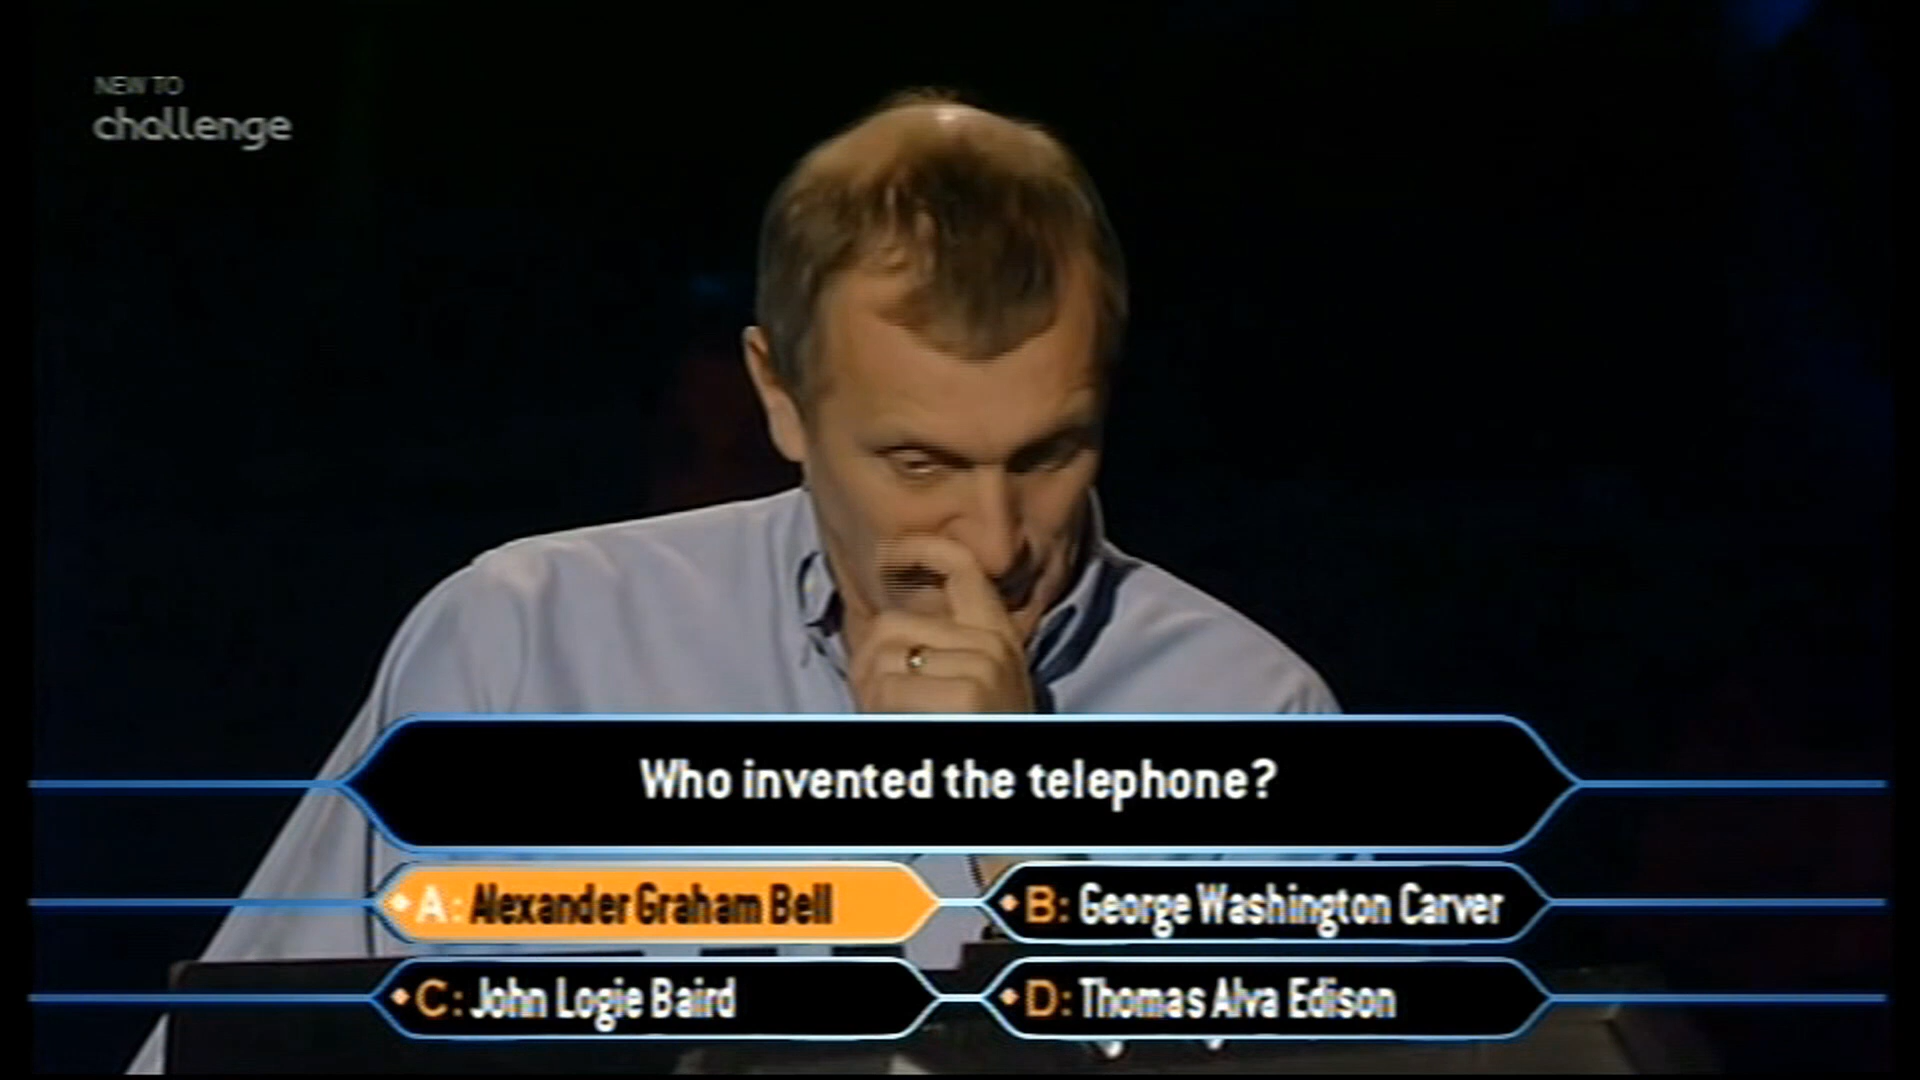 NEW TO
challenge
Who invented the telephone?
A: Alexander Graham Bell
B: George Washington Carver
C: John Logie Baird
D: Thomas Alva Edison